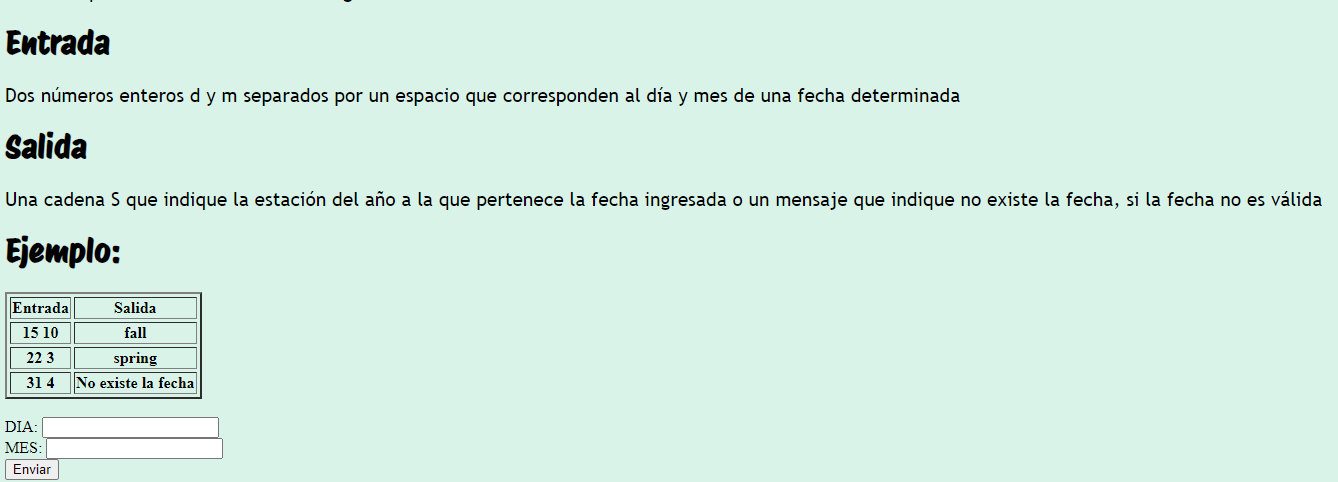 Entrada
Dos números enteros d y m separados por un espacio que corresponden al día y mes de una fecha determinada
Salida
Una cadena S que indique la estación del año a la que pertenece la fecha ingresada o un mensaje que indique no existe la fecha, si la fecha no es válida
Ejemplo:
Entrada Salida
15 10 fall
22 3 spring
31 4 No existe la fecha
DIA:
MES:
Enviar